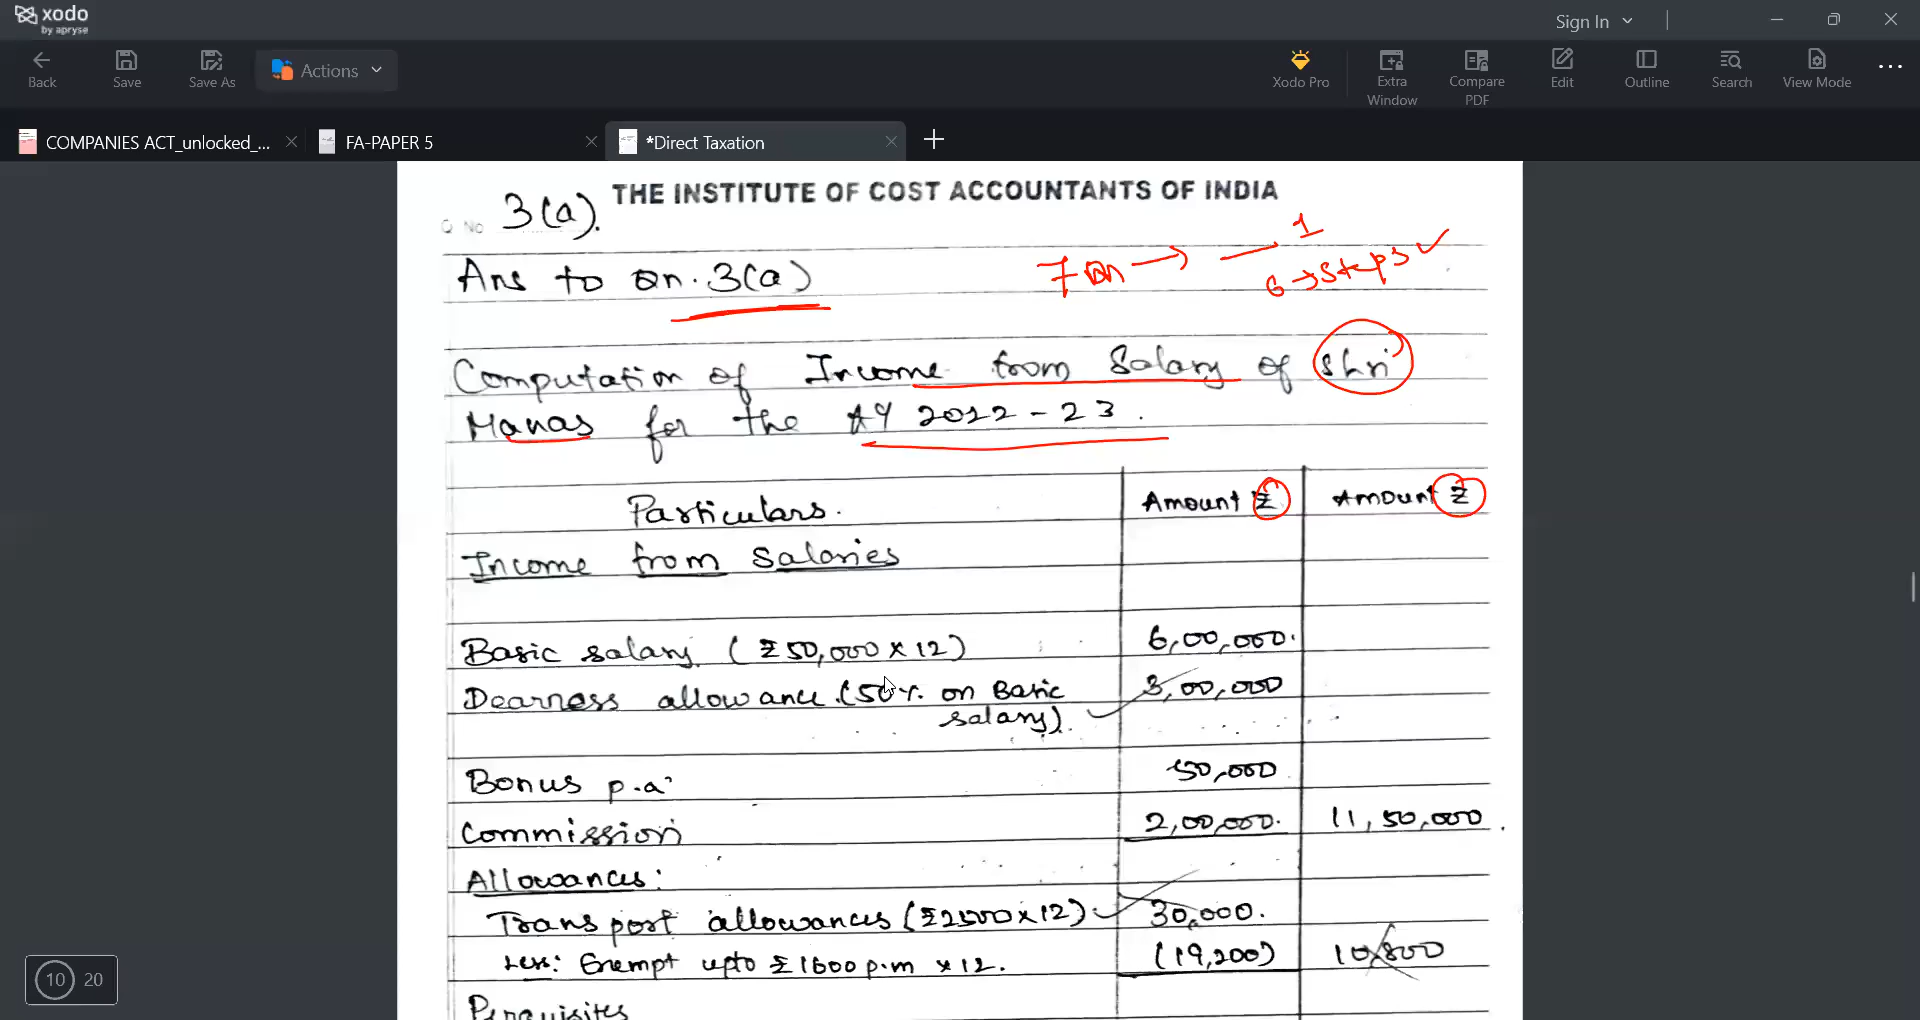 xodo
by apryse
Sign In
Back
Save
Save As
Actions
Xodo Pro
Extra Window
Compare PDF
Edit
Outline
Search
View Mode
COMPANIES ACT_unlocked_...
FA-PAPER 5
*Direct Taxation
THE INSTITUTE OF COST ACCOUNTANTS OF INDIA
Q. No 3(a).
Ans to Qn. 3(a)
7 Qn → — 1
6 → Steps ✓
Computation of Income from Salary of Shri
Manas for the AY 2022-23.
Particulars. Amount ₹ Amount ₹
Income from Salaries
Basic salary (₹50,000 x 12) 6,00,000.
Dearness allowance (50% on Basic 3,00,000
salary).
Bonus p.a: 50,000
Commission 2,00,000. 11,50,000.
Allowances:
Transport allowances (₹2500x12) 30,000.
Less: Exempt upto ₹1600 p.m x12. (19,200) 10,800
Perquisites
10 20